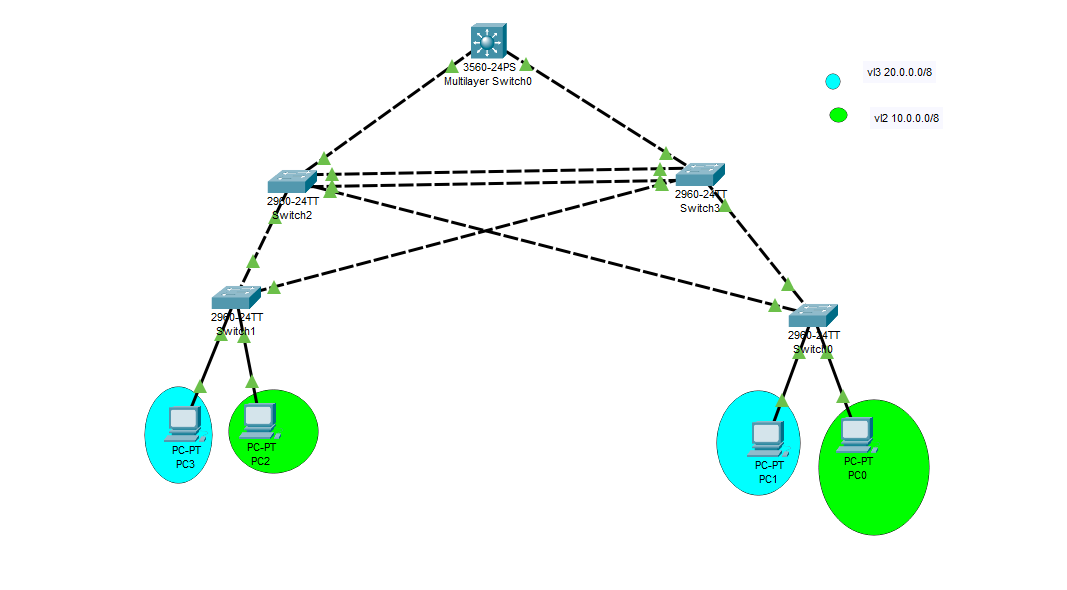 3560-24PS
Multilayer Switch0
vl3 20.0.0.0/8
vl2 10.0.0.0/8
2960-24TT
Switch2
2960-24TT
Switch3
2960-24TT
Switch1
2960-24TT
Switch0
PC-PT
PC3
PC-PT
PC2
PC-PT
PC1
PC-PT
PC0